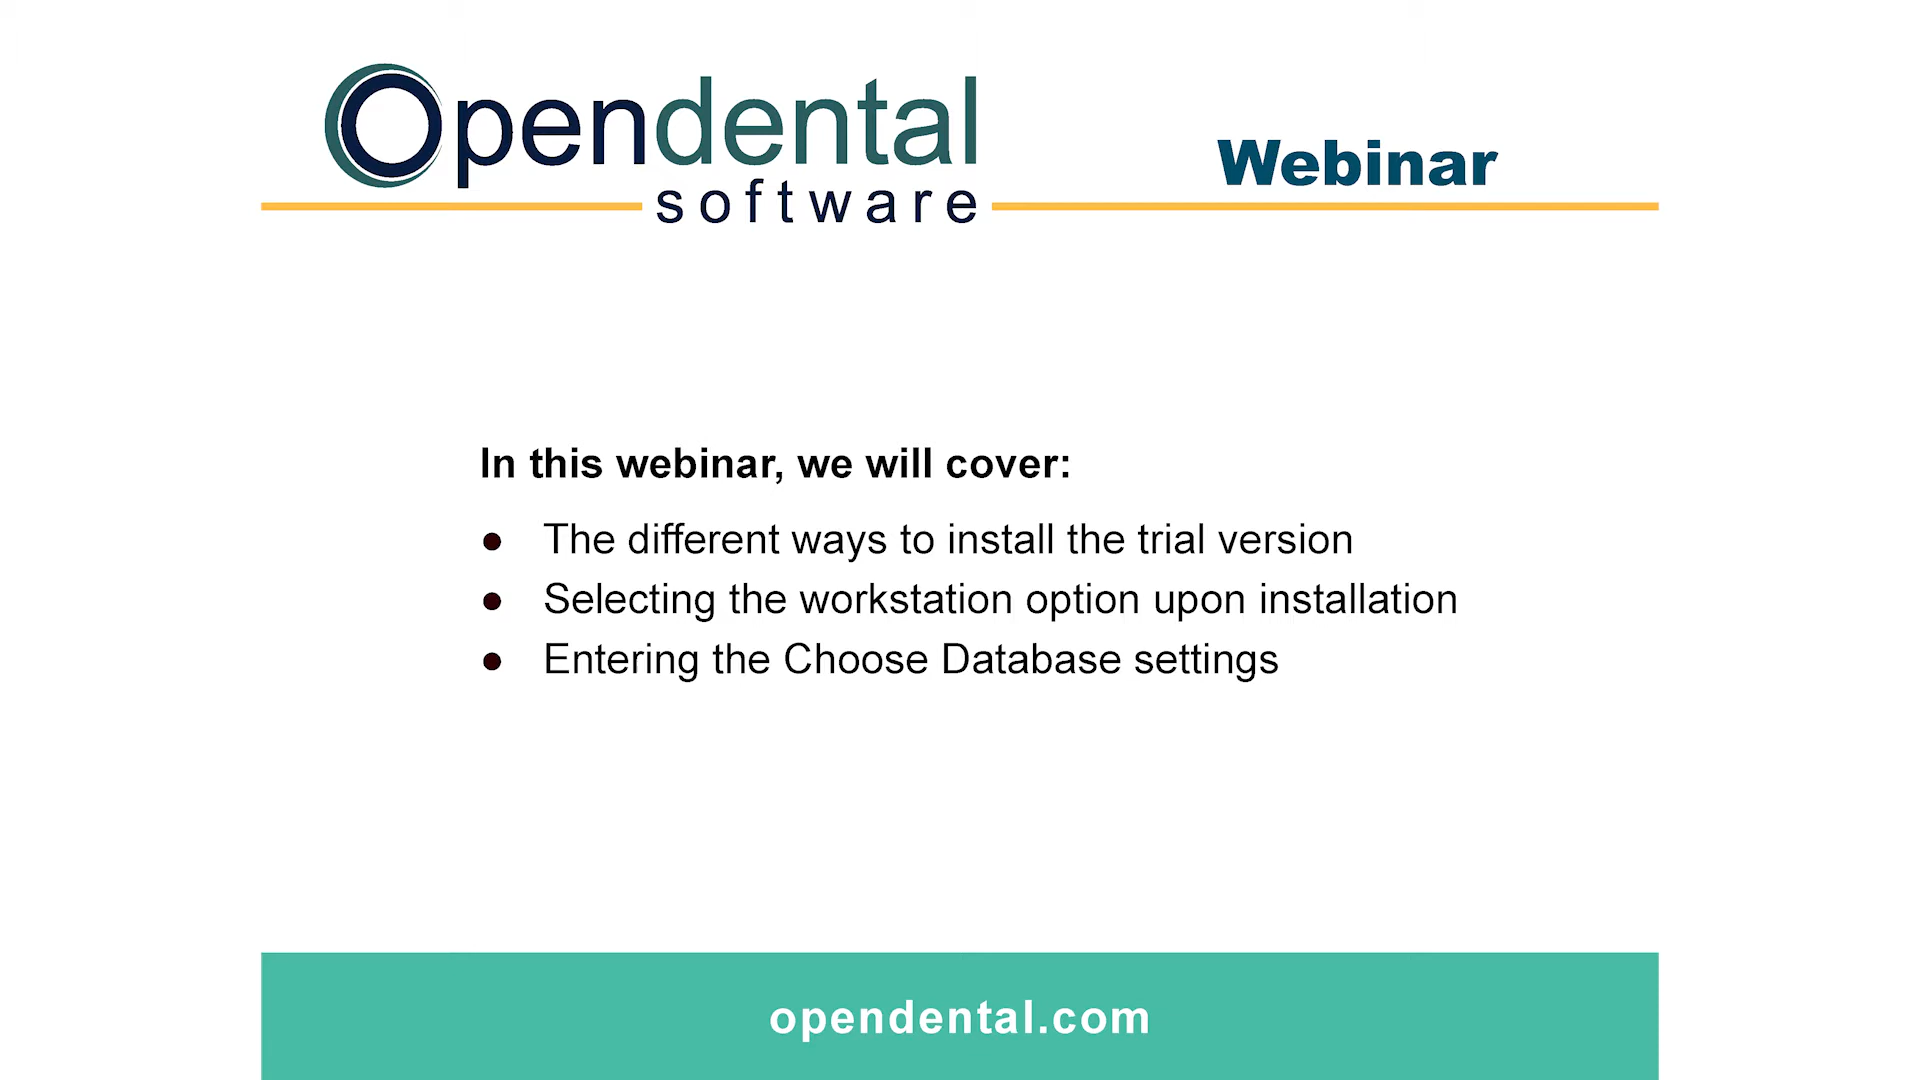 Opendental
software
Webinar
In this webinar, we will cover:
● The different ways to install the trial version
● Selecting the workstation option upon installation
● Entering the Choose Database settings
opendental.com